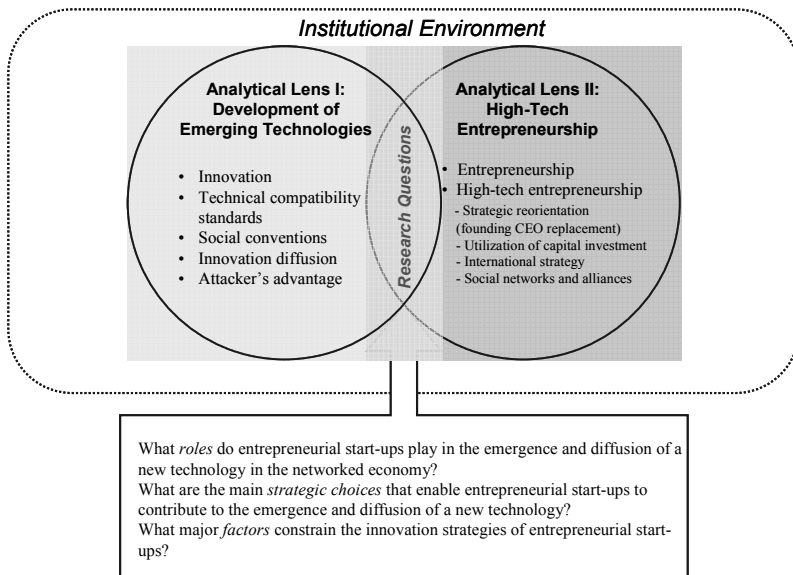 Institutional Environment
Analytical Lens I:
Development of
Emerging Technologies
• Innovation
• Technical compatibility
standards
• Social conventions
• Innovation diffusion
• Attacker’s advantage
Research Questions
Analytical Lens II:
High-Tech
Entrepreneurship
• Entrepreneurship
• High-tech entrepreneurship
- Strategic reorientation
(founding CEO replacement)
- Utilization of capital investment
- International strategy
- Social networks and alliances
What roles do entrepreneurial start-ups play in the emergence and diffusion of a
new technology in the networked economy?
What are the main strategic choices that enable entrepreneurial start-ups to
contribute to the emergence and diffusion of a new technology?
What major factors constrain the innovation strategies of entrepreneurial start-
ups?